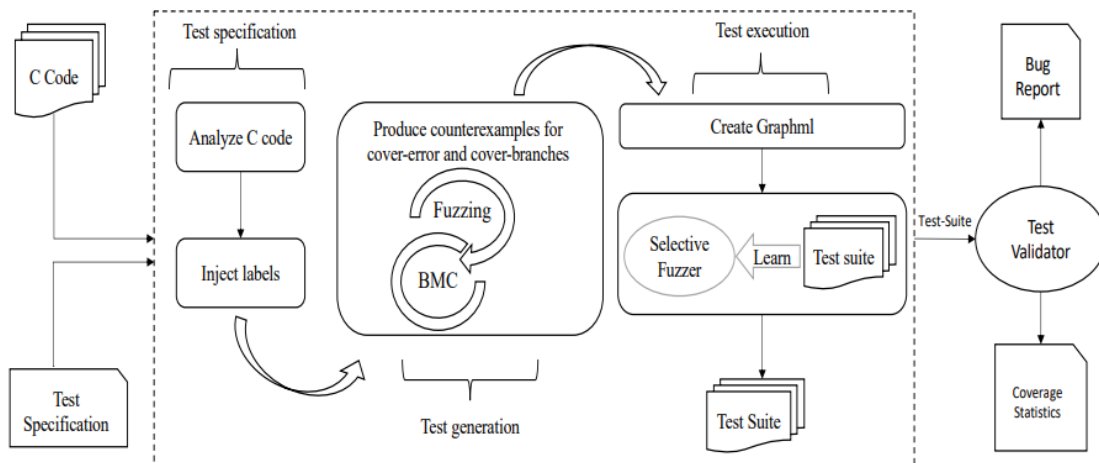 C Code
Test
Specification
Test specification
Analyze C code
Inject labels
Produce counterexamples for
cover-error and cover-branches
Fuzzing
BMC
Test generation
Test execution
Create Graphml
Selective
Fuzzer
Learn
Test suite
Test Suite
Test-Suite
Bug
Report
Test
Validator
Coverage
Statistics